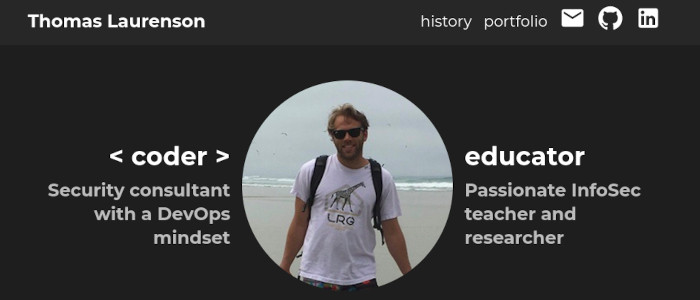 Thomas Laurenson
history portfolio
< coder >
Security consultant
with a DevOps
mindset
LRG
educator
Passionate InfoSec
teacher and
researcher